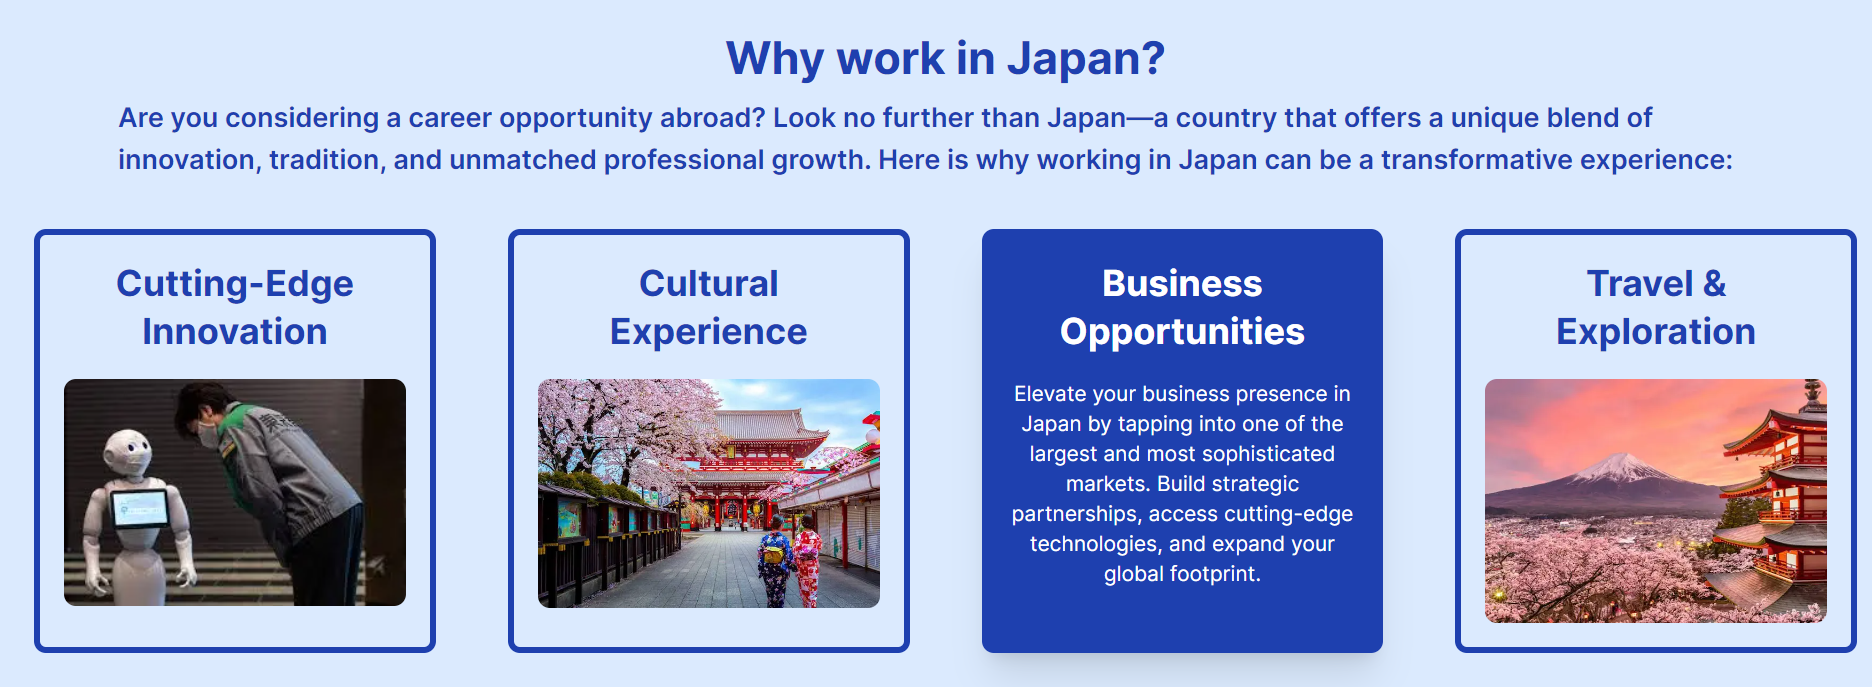 Why work in Japan?
Are you considering a career opportunity abroad? Look no further than Japan—a country that offers a unique blend of
innovation, tradition, and unmatched professional growth. Here is why working in Japan can be a transformative experience:
Cutting-Edge
Innovation
Cultural
Experience
Business
Opportunities
Elevate your business presence in
Japan by tapping into one of the
largest and most sophisticated
markets. Build strategic
partnerships, access cutting-edge
technologies, and expand your
global footprint.
Travel &
Exploration